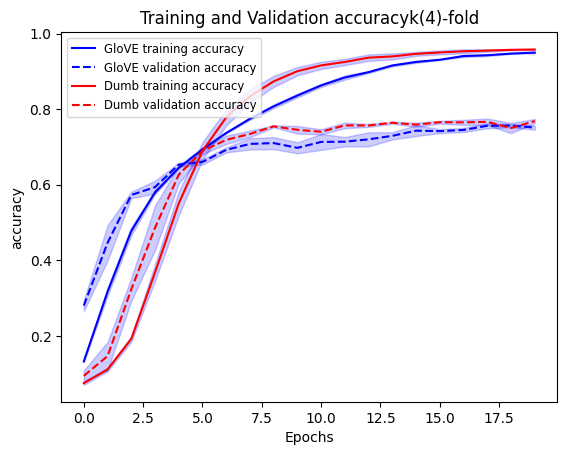 Training and Validation accuracyk(4)-fold
GloVE training accuracy
GloVE validation accuracy
Dumb training accuracy
Dumb validation accuracy
accuracy
1.0
0.8
0.6
0.4
0.2
0.0 2.5 5.0 7.5 10.0 12.5 15.0 17.5
Epochs